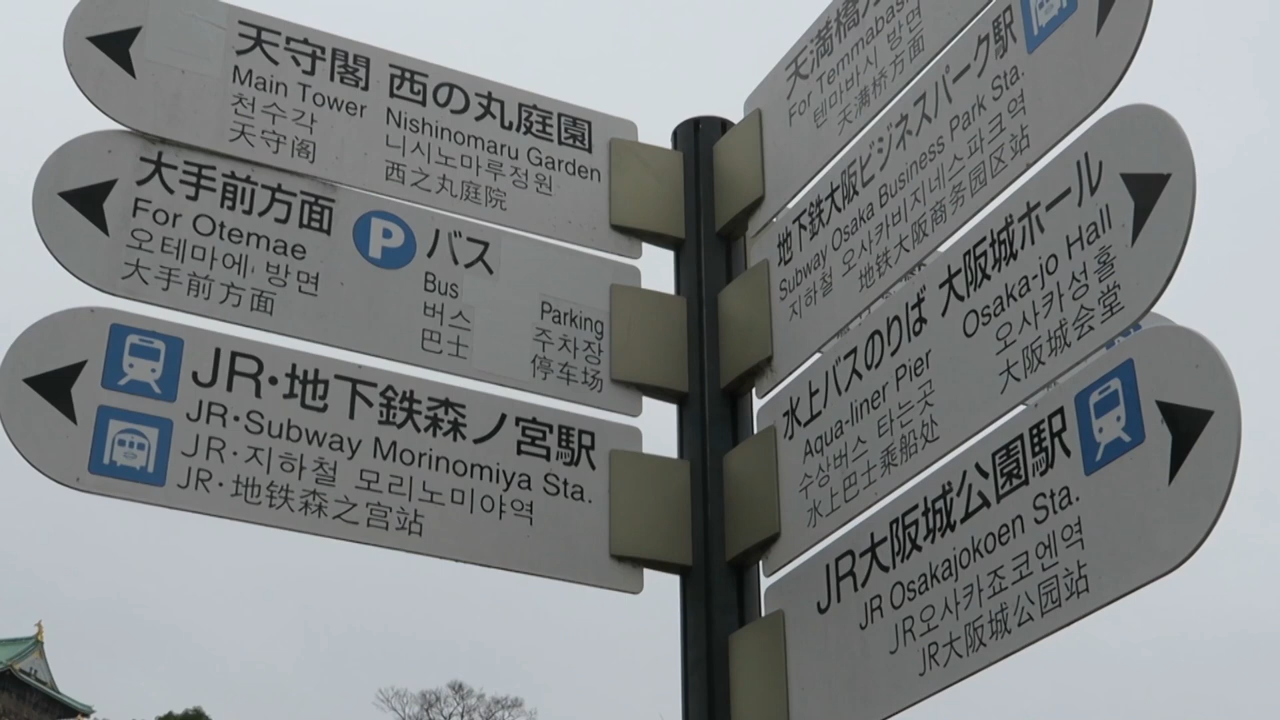 天守閣 西の丸庭園
Main Tower Nishinomaru Garden
천수각 니시노마루정원
天守阁 西之丸庭院
大手前方面 P バス
For Otemae Bus Parking
오테마에 방면 버스 주차장
大手前方面 巴士 停车场
JR・地下鉄森ノ宮駅
JR・Subway Morinomiya Sta.
JR・지하철 모리노미야역
JR・地铁森之宫站
天満橋
For Temmabashi
텐마바시 방면
天满桥方面
地下鉄大阪ビジネスパーク駅
Subway Osaka Business Park Sta.
지하철 오사카비지네스파크역
地铁大阪商务园区站
水上バスのりば 大阪城ホール
Aqua-liner Pier Osaka-jo Hall
수상버스 타는곳 오사카성홀
水上巴士乘船处 大阪城会堂
JR大阪城公園駅
JR Osakajokoen Sta.
JR오사카죠코엔역
JR大阪城公园站